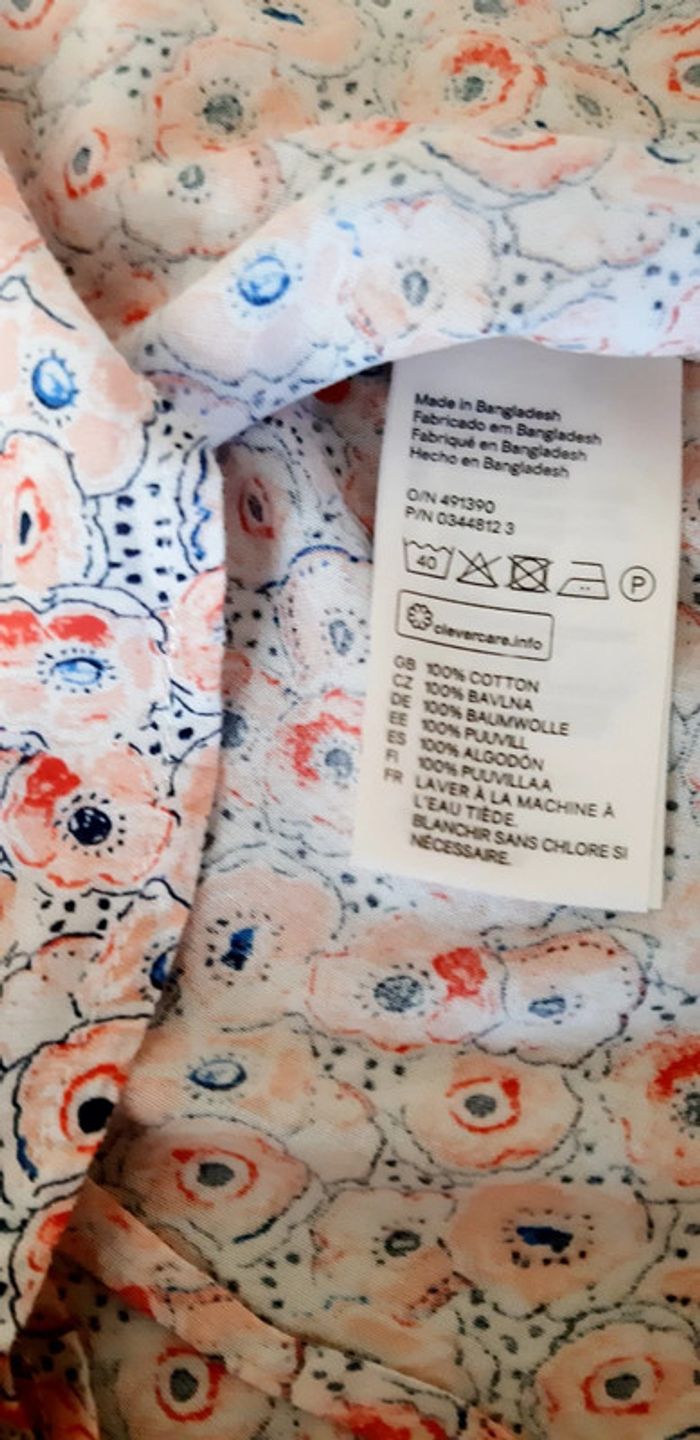 Made in Bangladesh
Fabricado em Bangladesh
Fabriqué en Bangladesh
Hecho en Bangladesh
O/N 491390
P/N 0344812 3
40 P
clevercare.info
GB 100% COTTON
CZ 100% BAVLNA
DE 100% BAUMWOLLE
EE 100% PUUVILL
ES 100% ALGODÓN
FI 100% PUUVILLAA
FR LAVER À LA MACHINE À
L'EAU TIÈDE.
BLANCHIR SANS CHLORE SI
NÉCESSAIRE.